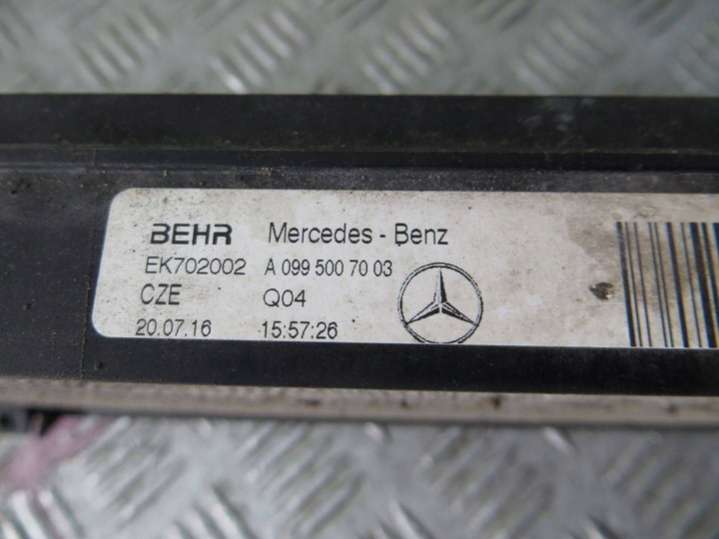 BEHR Mercedes - Benz
EK702002 A 099 500 70 03
CZE Q04
20.07.16 15:57:26